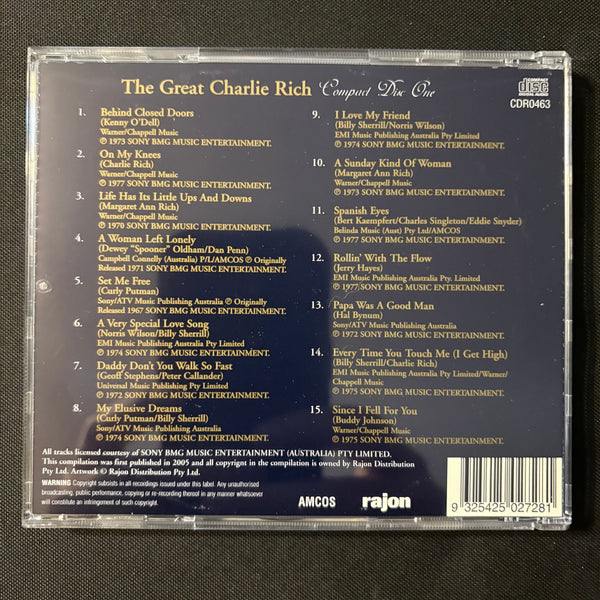 The Great Charlie Rich Compact Disc One
COMPACT
disc
DIGITAL AUDIO
CDR0463
1. Behind Closed Doors
(Kenny O'Dell)
Warner/Chappell Music
℗ 1973 SONY BMG MUSIC ENTERTAINMENT.
2. On My Knees
(Charlie Rich)
Warner/Chappell Music
℗ 1977 SONY BMG MUSIC ENTERTAINMENT.
3. Life Has Its Little Ups And Downs
(Margaret Ann Rich)
Warner/Chappell Music
℗ 1970 SONY BMG MUSIC ENTERTAINMENT.
4. A Woman Left Lonely
(Dewey "Spooner" Oldham/Dan Penn)
Campbell Connelly (Australia) P/L/AMCOS ℗ Originally
Released 1971 SONY BMG MUSIC ENTERTAINMENT.
5. Set Me Free
(Curly Putman)
Sony/ATV Music Publishing Australia ℗ Originally
Released 1967 SONY BMG MUSIC ENTERTAINMENT.
6. A Very Special Love Song
(Norris Wilson/Billy Sherrill)
EMI Music Publishing Australia Pty Limited
℗ 1974 SONY BMG MUSIC ENTERTAINMENT.
7. Daddy Don't You Walk So Fast
(Geoff Stephens/Peter Callander)
Universal Music Publishing Pty Limited
℗ 1972 SONY BMG MUSIC ENTERTAINMENT.
8. My Elusive Dreams
(Curly Putman/Billy Sherrill)
Sony/ATV Music Publishing Australia
℗ 1974 SONY BMG MUSIC ENTERTAINMENT.
9. I Love My Friend
(Billy Sherrill/Norris Wilson)
EMI Music Publishing Australia Pty Limited
℗ 1974 SONY BMG MUSIC ENTERTAINMENT.
10. A Sunday Kind Of Woman
(Margaret Ann Rich)
Warner/Chappell Music
℗ 1973 SONY BMG MUSIC ENTERTAINMENT.
11. Spanish Eyes
(Bert Kaempfert/Charles Singleton/Eddie Snyder)
Belinda Music (Aust) Pty Ltd/AMCOS
℗ 1977 SONY BMG MUSIC ENTERTAINMENT.
12. Rollin' With The Flow
(Jerry Hayes)
EMI Music Publishing Australia Pty Limited
℗ 1977 SONY BMG MUSIC ENTERTAINMENT.
13. Papa Was A Good Man
(Hal Bynum)
Sony/ATV Music Publishing Australia
℗ 1972 SONY BMG MUSIC ENTERTAINMENT.
14. Every Time You Touch Me (I Get High)
(Billy Sherrill/Charlie Rich)
EMI Music Publishing Australia Pty Limited/Warner/
Chappell Music
℗ 1975 SONY BMG MUSIC ENTERTAINMENT.
15. Since I Fell For You
(Buddy Johnson)
Warner/Chappell Music
℗ 1975 SONY BMG MUSIC ENTERTAINMENT.
All tracks licensed courtesy of SONY BMG MUSIC ENTERTAINMENT (AUSTRALIA) PTY LIMITED.
This compilation was first published in 2005 and all copyright in the compilation is owned by Rajon Distribution
Pty Ltd. Artwork © Rajon Distribution Pty Ltd.
WARNING Copyright subsists in all recordings issued under this label. Any unauthorised
broadcasting, public performance, copying or re-recording thereof in any manner whatsoever
will constitute an infringement of such copyright.
AMCOS
rajon
9 325425 027281